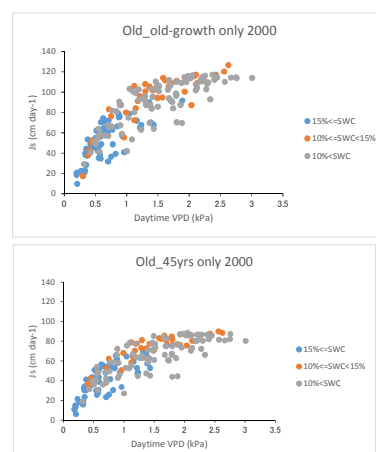 Old_old-growth only 2000
140
120
100
80
60
40
20
0
Js (cm day-1)
0 0.5 1 1.5 2 2.5 3 3.5
Daytime VPD (kPa)
15%<=SWC
10%<=SWC<15%
10%<SWC
Old_45yrs only 2000
140
120
100
80
60
40
20
0
Js (cm day-1)
0 0.5 1 1.5 2 2.5 3 3.5
Daytime VPD (kPa)
15%<=SWC
10%<=SWC<15%
10%<SWC